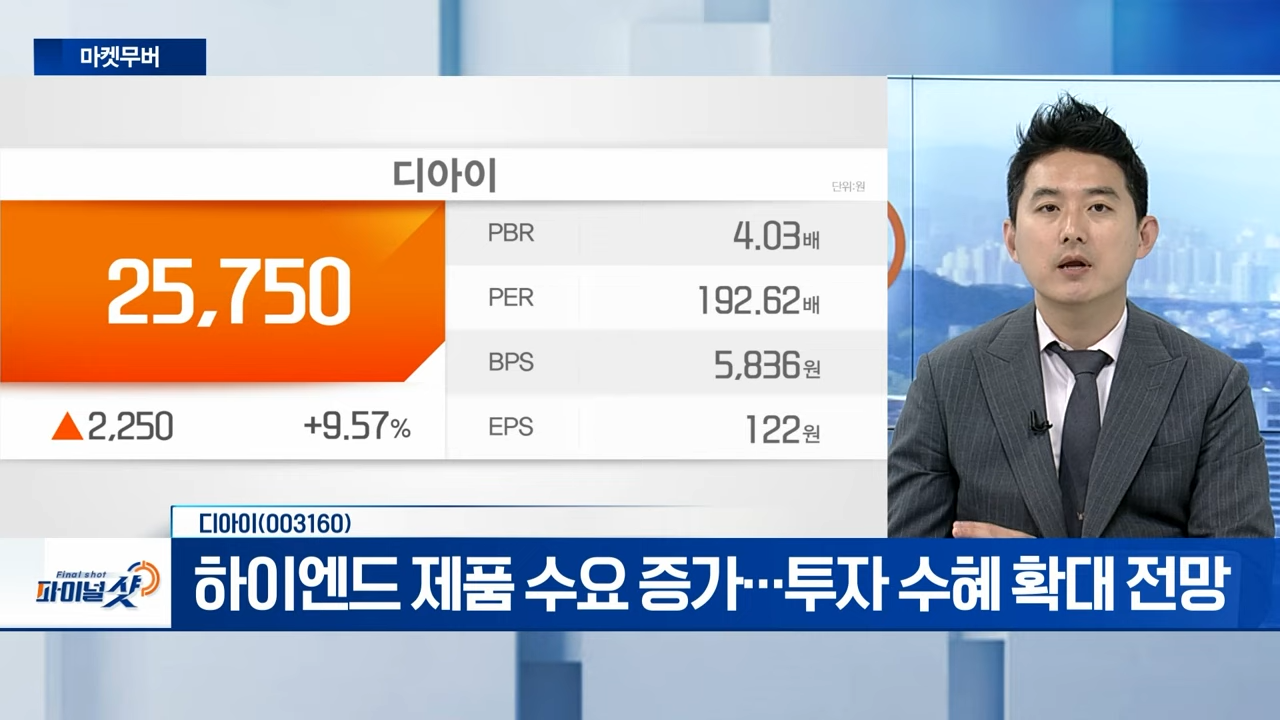 마켓무버
디아이
단위:원
25,750
▲2,250 +9.57%
PBR 4.03배
PER 192.62배
BPS 5,836원
EPS 122원
디아이(003160)
Final shot
파이널샷
하이엔드 제품 수요 증가…투자 수혜 확대 전망